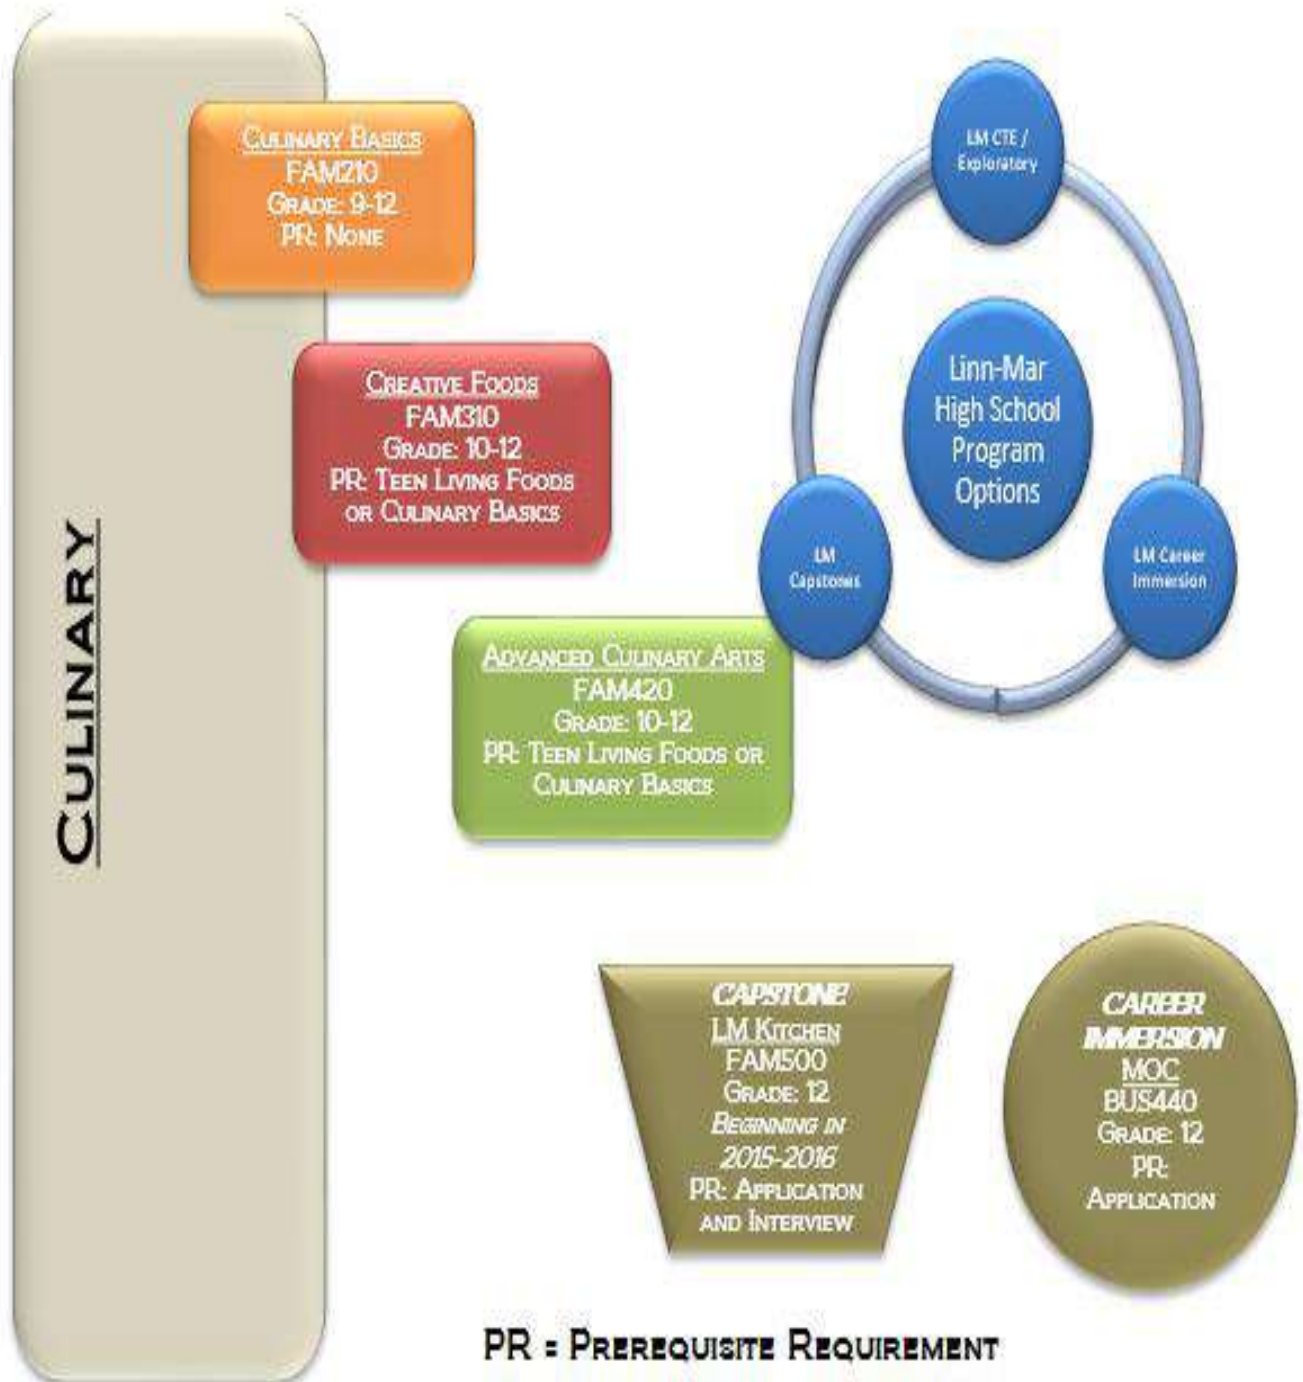 CULINARY
CULINARY BASICS
FAM210
GRADE: 9-12
PR: NONE
CREATIVE FOODS
FAM310
GRADE: 10-12
PR: TEEN LIVING FOODS
OR CULINARY BASICS
ADVANCED CULINARY ARTS
FAM420
GRADE: 10-12
PR: TEEN LIVING FOODS OR
CULINARY BASICS
LM CTE /
Exploratory
Linn-Mar
High School
Program
Options
LM
Capstones
LM Career
Immersion
CAPSTONE
LM KITCHEN
FAM500
GRADE: 12
BEGINNING IN
2015-2016
PR: APPLICATION
AND INTERVIEW
CAREER
IMMERSION
MOC
BUS440
GRADE: 12
PR:
APPLICATION
PR = PREREQUISITE REQUIREMENT